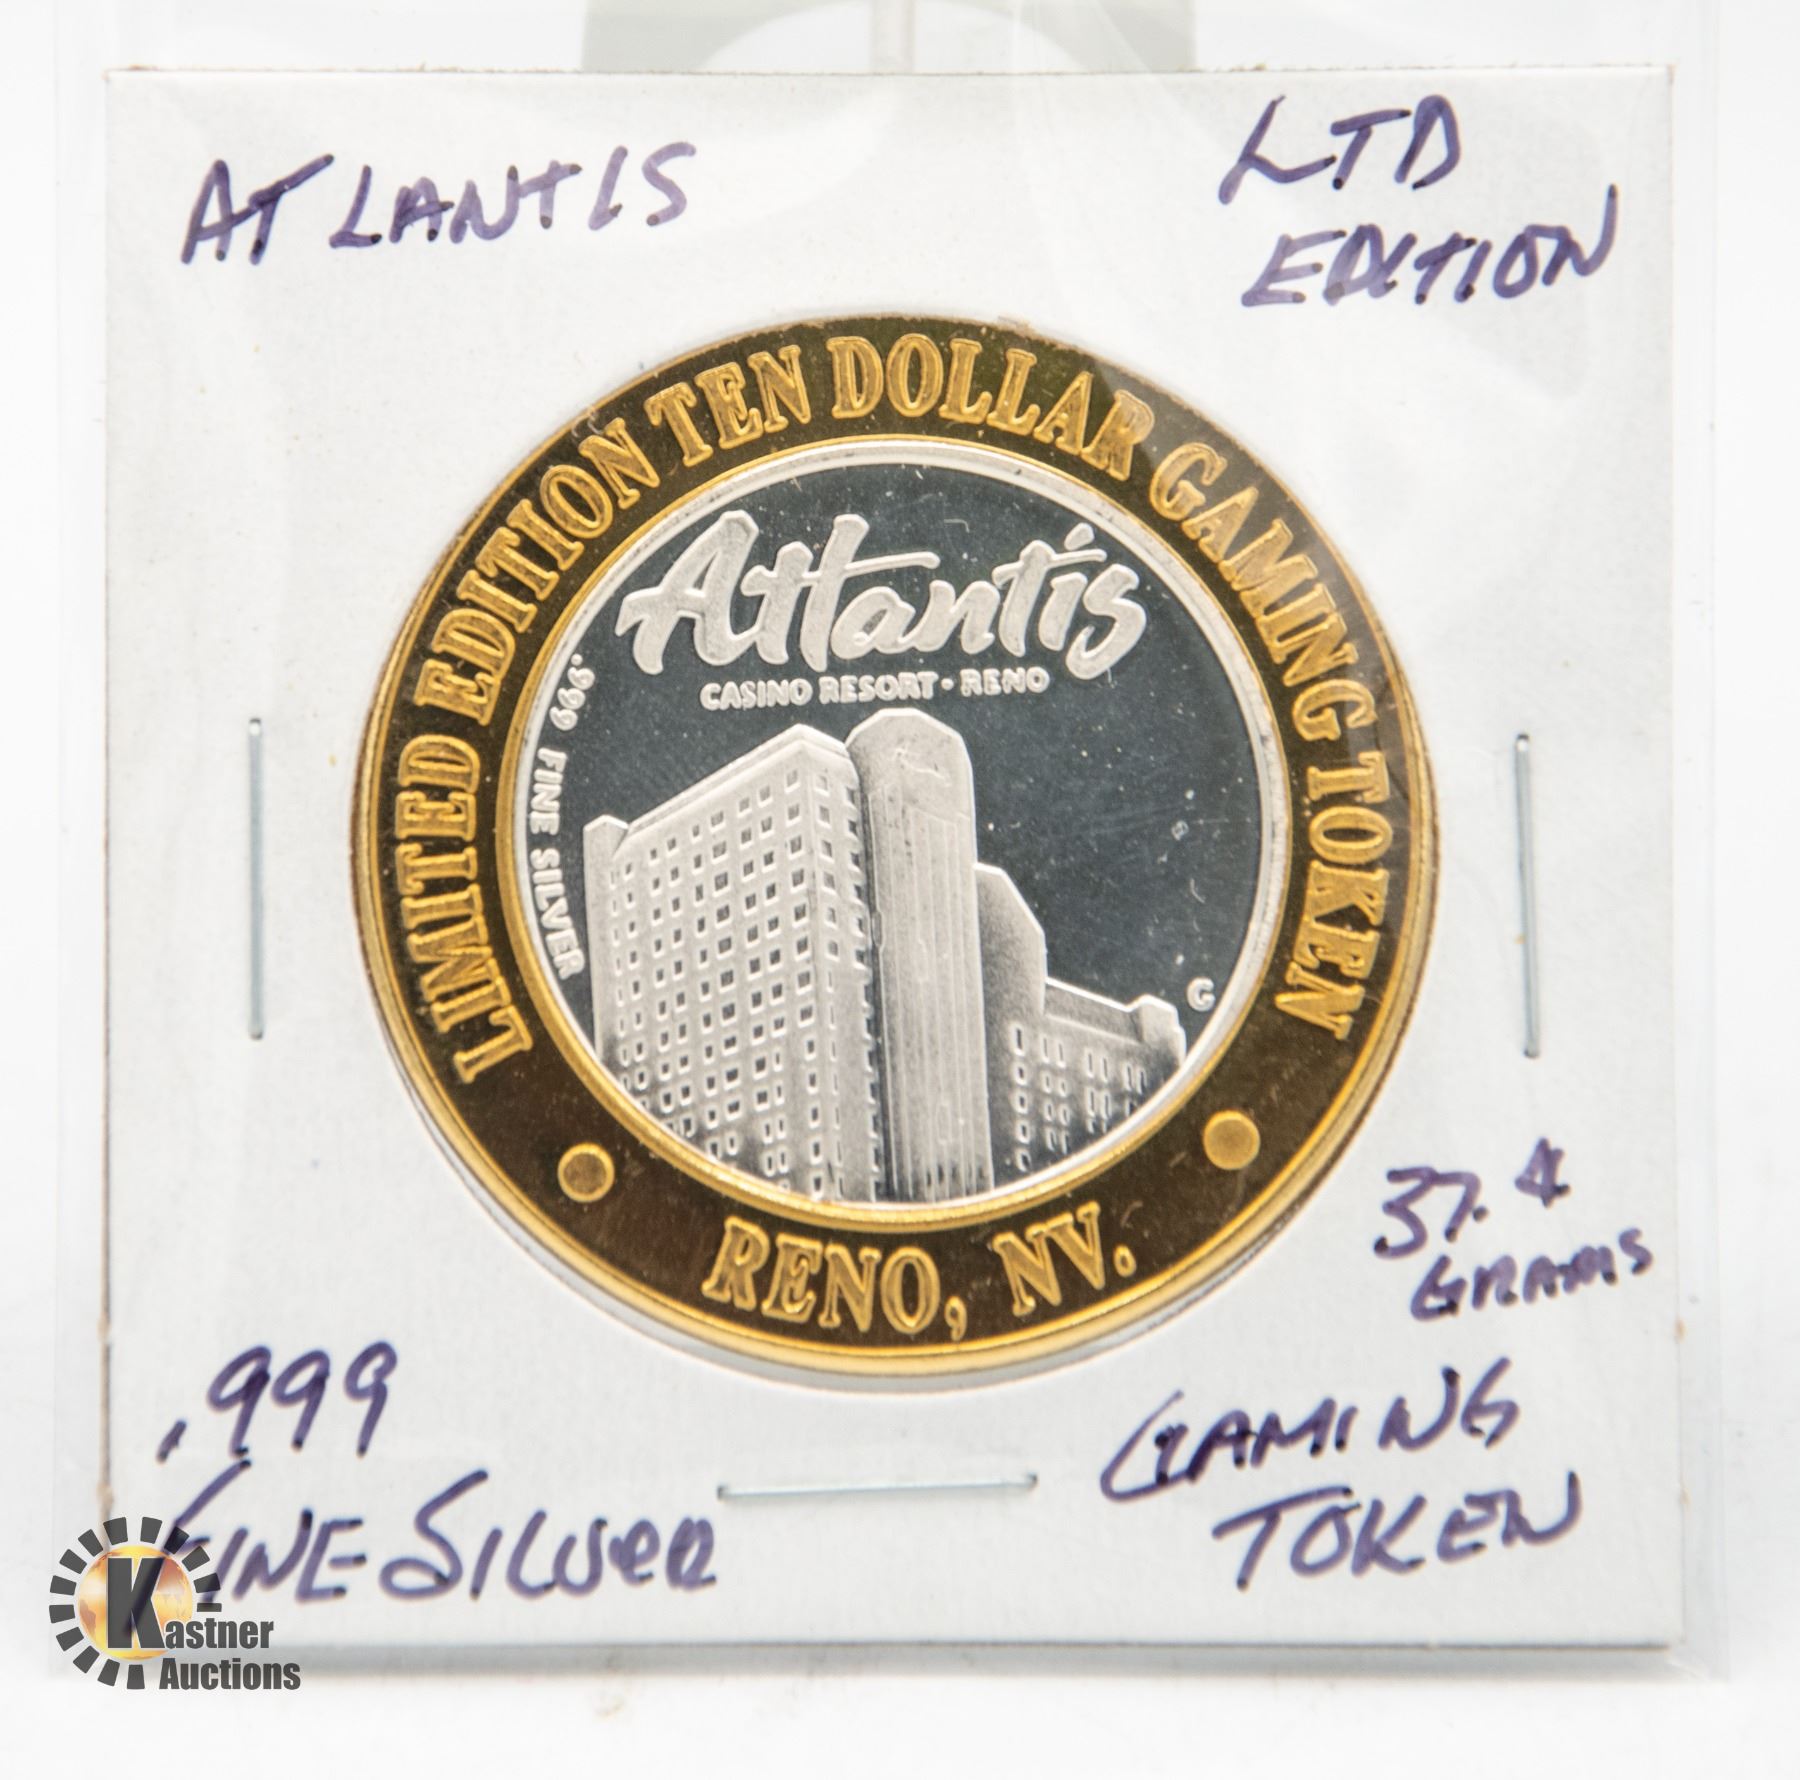 ATLANTIS
LTD
EDITION
LIMITED EDITION TEN DOLLAR GAMING TOKEN
Atlantis
CASINO RESORT • RENO
.999 FINE SILVER
G
RENO, NV.
37.4
GRAMS
.999
FINE SILVER
GAMING
TOKEN
Kastner
Auctions